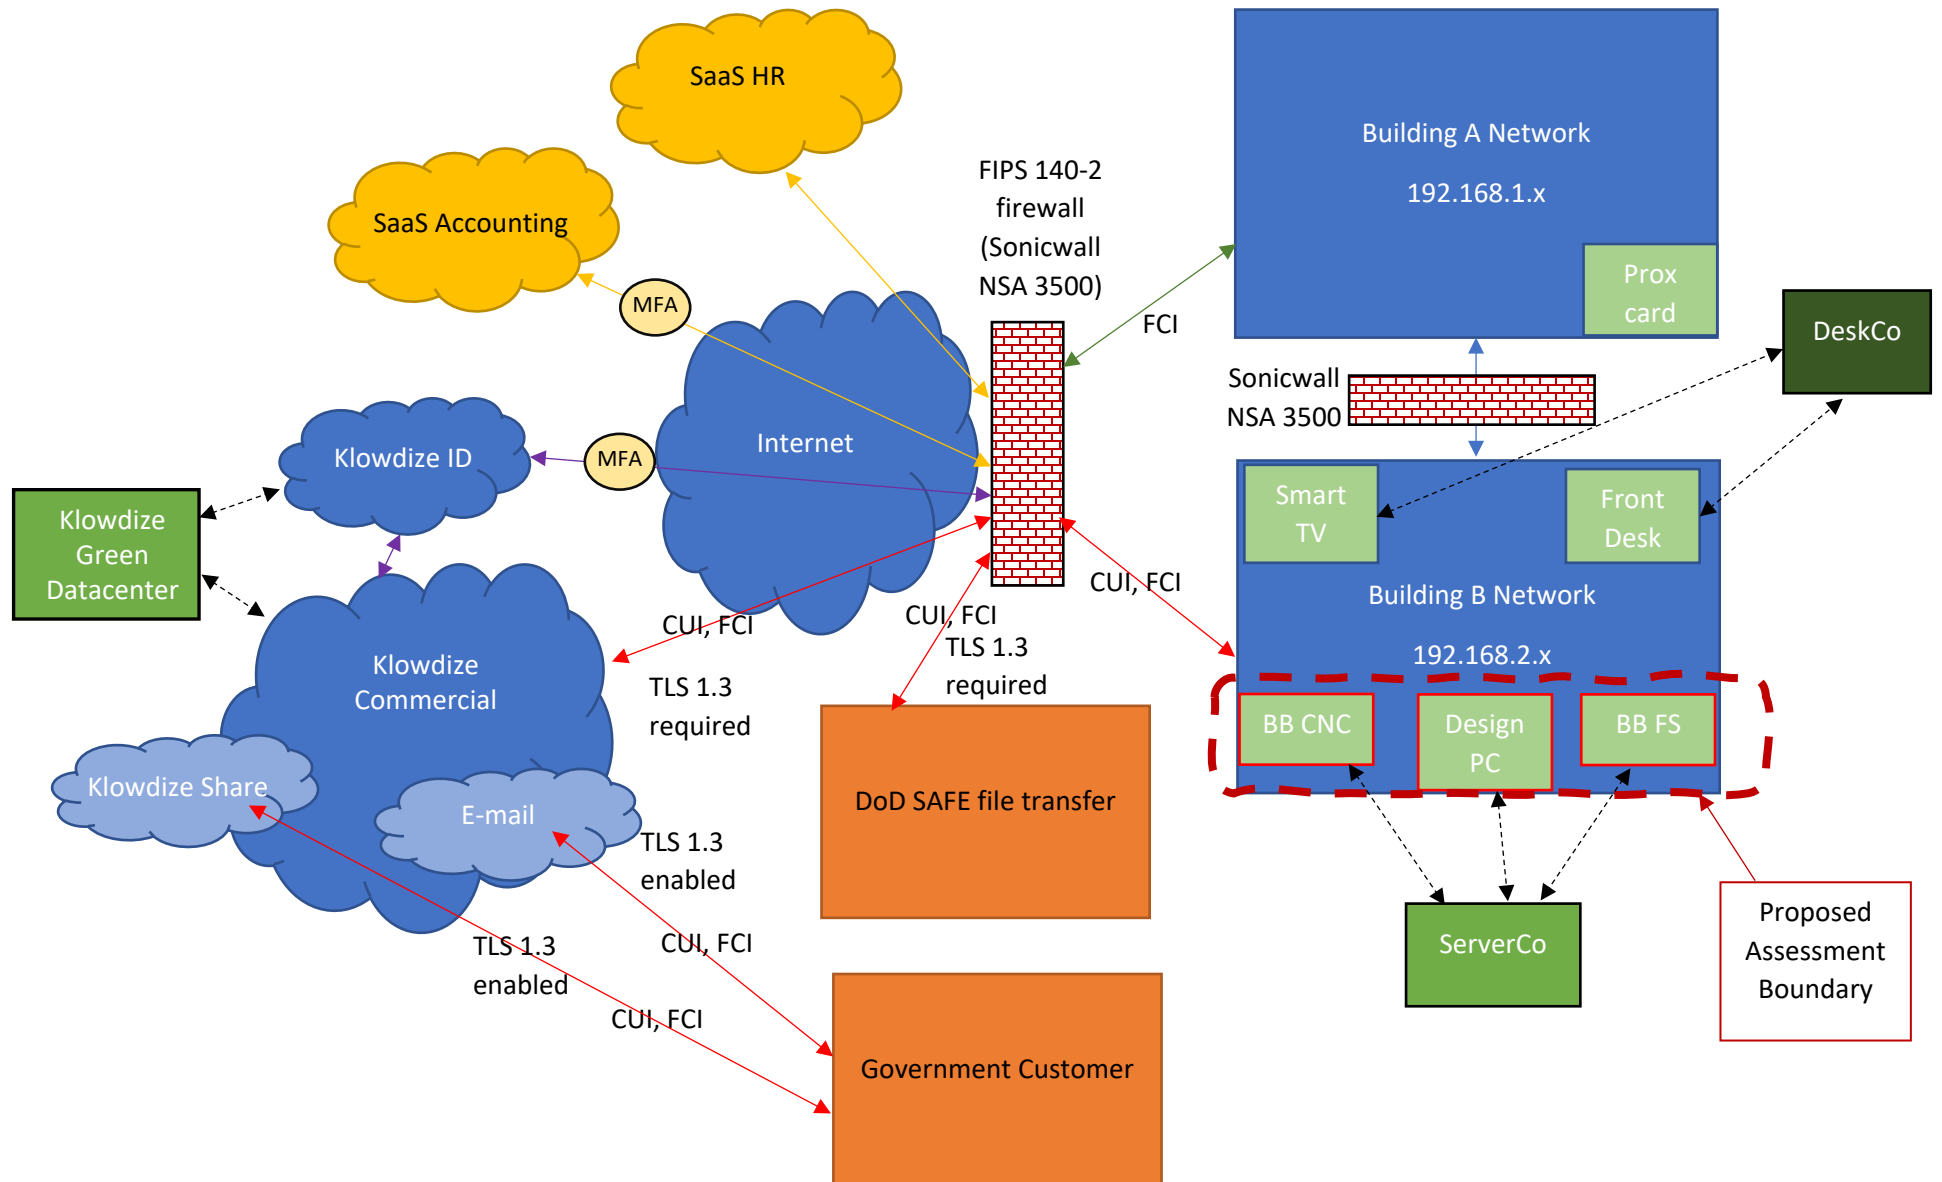 SaaS HR
SaaS Accounting
MFA
FIPS 140-2
firewall
(Sonicwall
NSA 3500)
Building A Network
192.168.1.x
Prox
card
FCI
DeskCo
Sonicwall
NSA 3500
Internet
Klowdize ID
MFA
Klowdize
Green
Datacenter
Smart
TV
Front
Desk
CUI, FCI
Building B Network
192.168.2.x
CUI, FCI
TLS 1.3
required
CUI, FCI
TLS 1.3
required
Klowdize
Commercial
BB CNC
Design
PC
BB FS
Klowdize Share
E-mail
DoD SAFE file transfer
TLS 1.3
enabled
CUI, FCI
TLS 1.3
enabled
CUI, FCI
ServerCo
Proposed
Assessment
Boundary
Government Customer